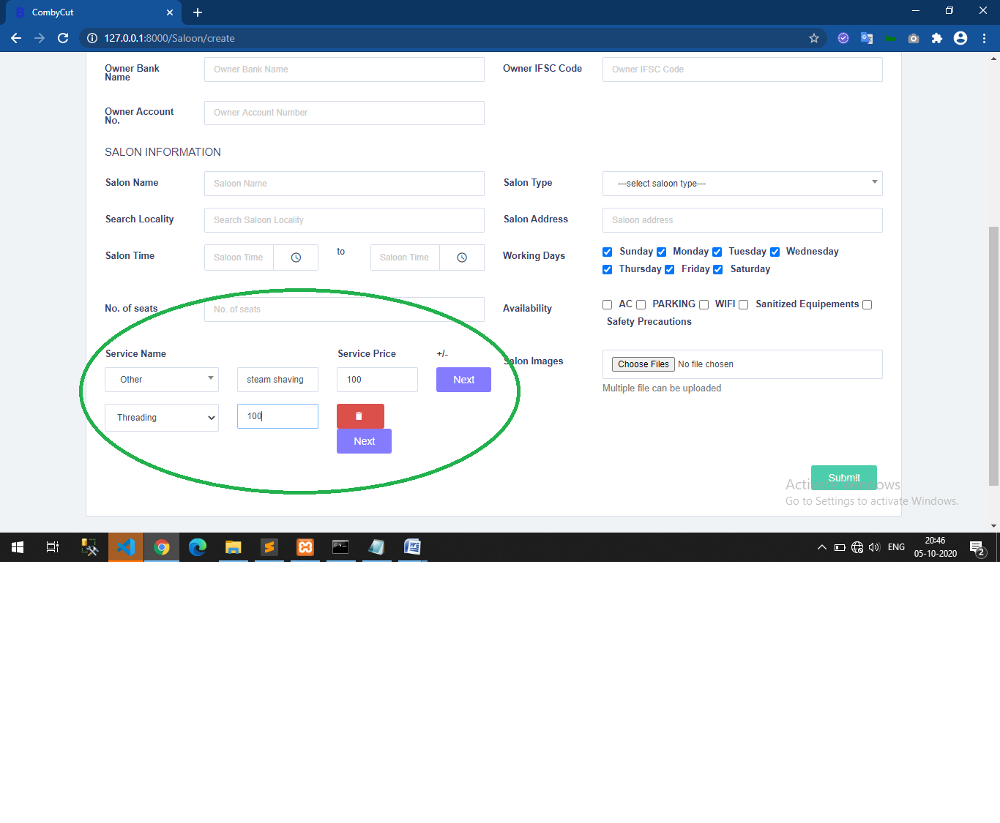 CombyCut
127.0.0.1:8000/Saloon/create
Owner Bank Name
Owner Bank Name
Owner IFSC Code
Owner IFSC Code
Owner Account No.
Owner Account Number
SALON INFORMATION
Salon Name
Saloon Name
Salon Type
---select saloon type---
Search Locality
Search Saloon Locality
Salon Address
Saloon address
Salon Time
Saloon Time
to
Saloon Time
Working Days
Sunday Monday Tuesday Wednesday
Thursday Friday Saturday
No. of seats
No. of seats
Availability
AC PARKING WIFI Sanitized Equipements
Safety Precautions
Service Name
Service Price
+/-
Salon Images
Choose Files No file chosen
Multiple file can be uploaded
Other
steam shaving
100
Next
Threading
100
Next
Submit
Activate Windows
Go to Settings to activate Windows.
ENG
20:46
05-10-2020
2